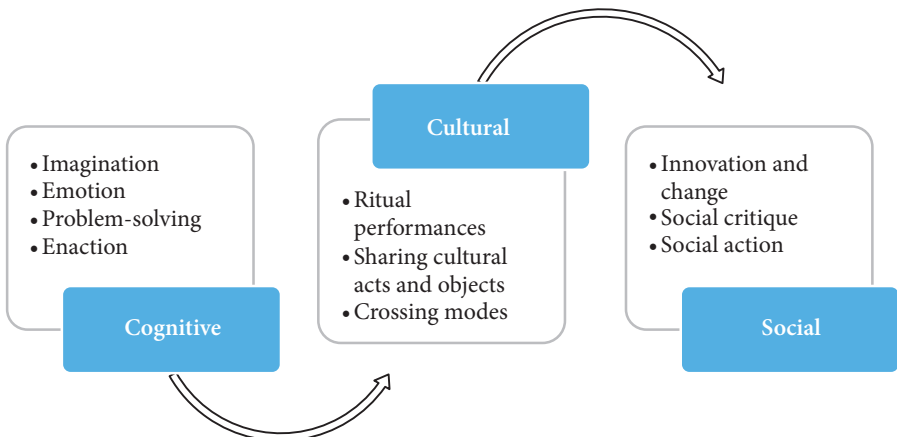 • Imagination
• Emotion
• Problem-solving
• Enaction
Cognitive
Cultural
• Ritual
performances
• Sharing cultural
acts and objects
• Crossing modes
• Innovation and
change
• Social critique
• Social action
Social